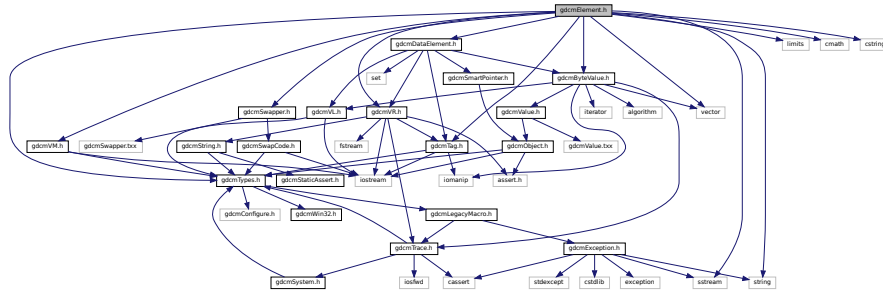 gdcmElement.h
gdcmDataElement.h
limits
cmath
cstring
set
gdcmSmartPointer.h
gdcmByteValue.h
gdcmSwapper.h
gdcmVL.h
gdcmVR.h
gdcmValue.h
iterator
algorithm
vector
gdcmVM.h
gdcmSwapper.txx
gdcmString.h
gdcmSwapCode.h
fstream
gdcmTag.h
gdcmObject.h
gdcmValue.txx
gdcmTypes.h
gdcmStaticAssert.h
iostream
iomanip
assert.h
gdcmConfigure.h
gdcmWin32.h
gdcmLegacyMacro.h
gdcmTrace.h
gdcmException.h
gdcmSystem.h
iosfwd
cassert
stdexcept
cstdlib
exception
sstream
string